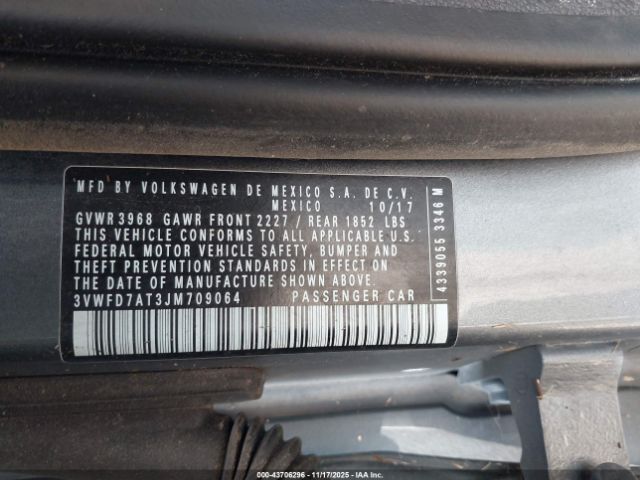 MFD BY VOLKSWAGEN DE MEXICO S.A. DE C.V.
MEXICO 10/17
GVWR 3968 GAWR FRONT 2227 / REAR 1852 LBS
THIS VEHICLE CONFORMS TO ALL APPLICABLE U.S.
FEDERAL MOTOR VEHICLE SAFETY, BUMPER AND
THEFT PREVENTION STANDARDS IN EFFECT ON
THE DATE OF MANUFACTURE SHOWN ABOVE.
3VWFD7AT3JM709064 PASSENGER CAR
4339055 3346 M
000-43706296 - 11/17/2025 - IAA, Inc.